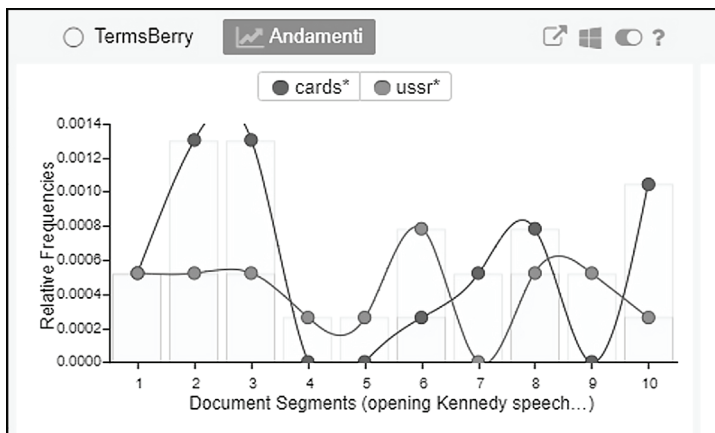 TermsBerry Andamenti ?
cards* ussr*
0.0014
0.0012
0.0010
0.0008
0.0006
0.0004
0.0002
0.0000
Relative Frequencies
1 2 3 4 5 6 7 8 9 10
Document Segments (opening Kennedy speech...)